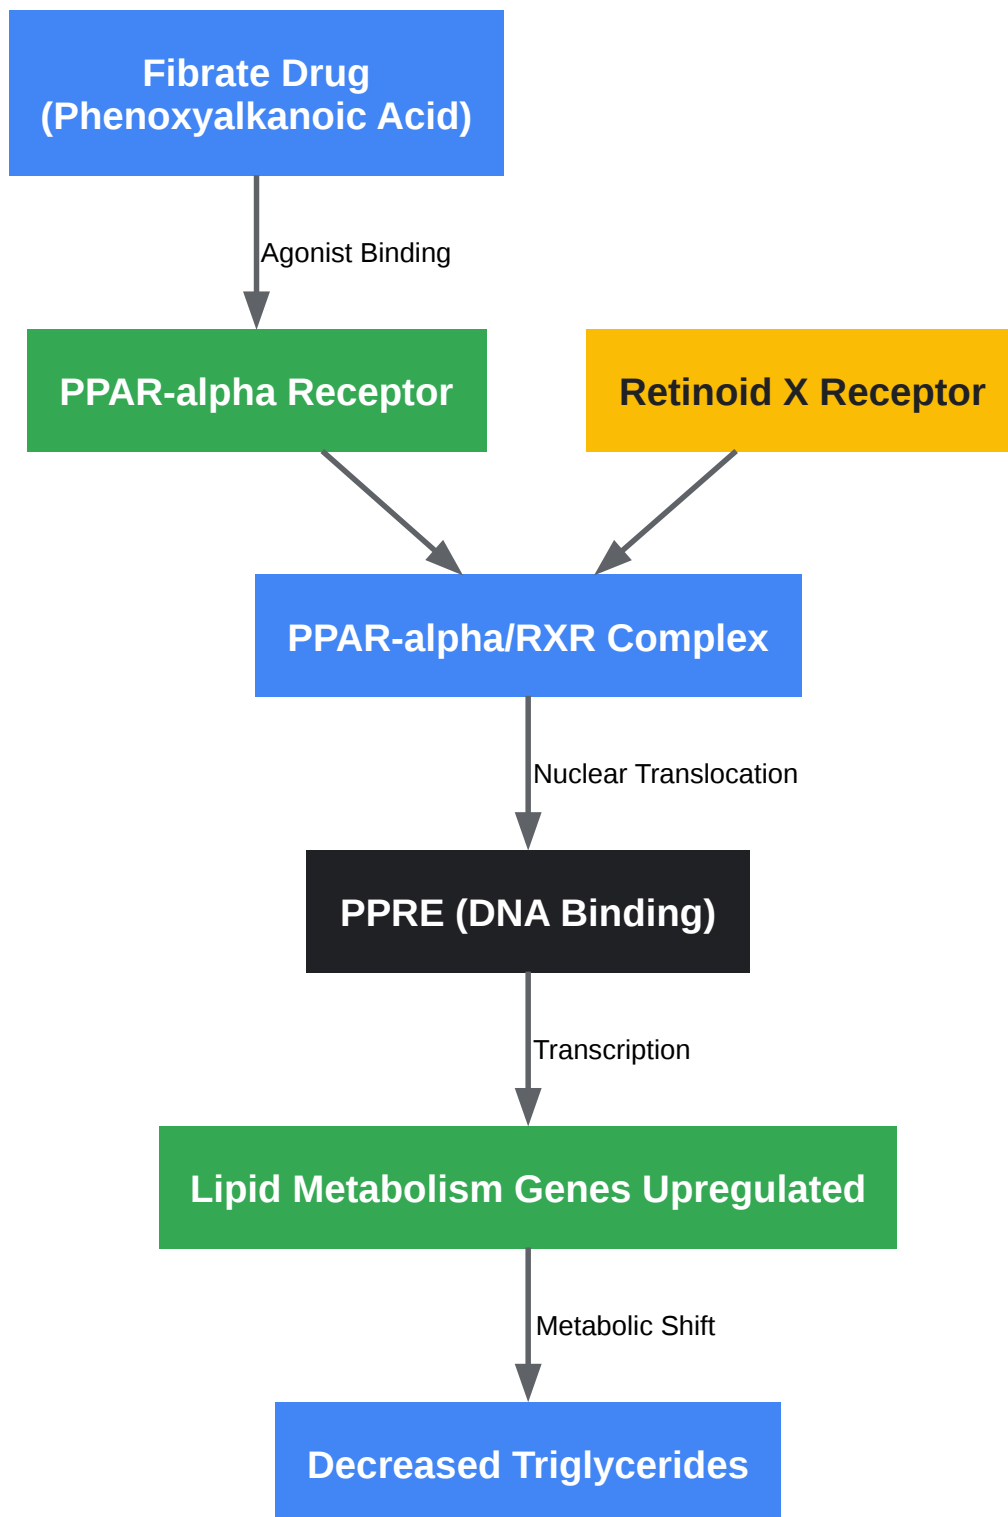 Fibrate Drug
(Phenoxyalkanoic Acid)
Agonist Binding
PPAR-alpha Receptor
Retinoid X Receptor
PPAR-alpha/RXR Complex
Nuclear Translocation
PPRE (DNA Binding)
Transcription
Lipid Metabolism Genes Upregulated
Metabolic Shift
Decreased Triglycerides